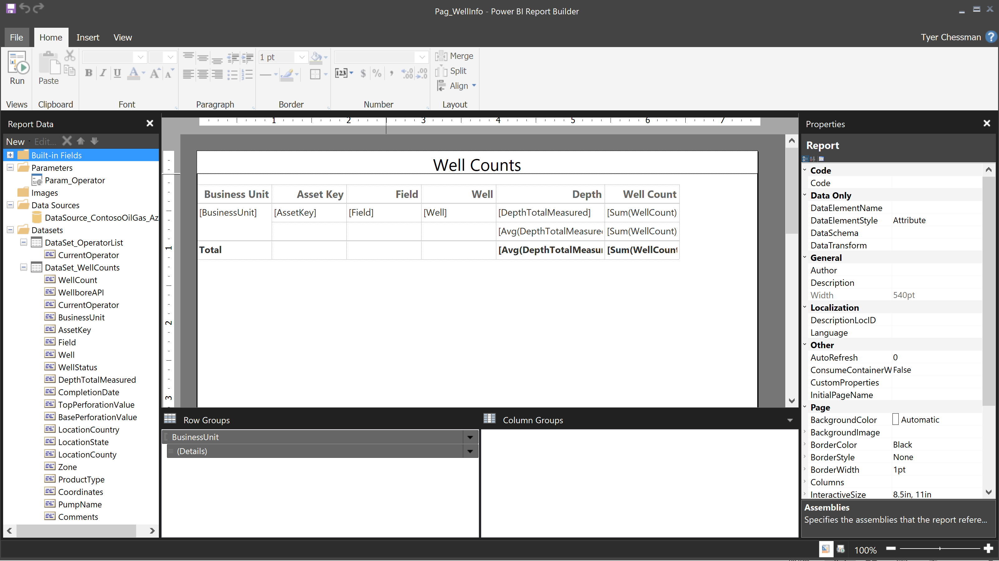 Pag_WellInfo - Power BI Report Builder
File Home Insert View
Tyer Chessman ?
Run
Paste
B I U A A A
1 pt
123 $ % , .0 .00 .00 .0
Merge
Split
Align
Views Clipboard Font Paragraph Border Number Layout
Report Data
New Edit...
Built-in Fields
Parameters
Param_Operator
Images
Data Sources
DataSource_ContosoOilGas_Az
Datasets
DataSet_OperatorList
CurrentOperator
DataSet_WellCounts
WellCount
WellboreAPI
CurrentOperator
BusinessUnit
AssetKey
Field
Well
WellStatus
DepthTotalMeasured
CompletionDate
TopPerforationValue
BasePerforationValue
LocationCountry
LocationState
LocationCounty
Zone
ProductType
Coordinates
PumpName
Comments
1 2 3 4 5 6 7
1
2
3
Well Counts
Business Unit Asset Key Field Well Depth Well Count
[BusinessUnit] [AssetKey] [Field] [Well] [DepthTotalMeasured] [Sum(WellCount)
[Avg(DepthTotalMeasured [Sum(WellCount)
Total [Avg(DepthTotalMeasur [Sum(WellCount
Row Groups
BusinessUnit
(Details)
Column Groups
Properties
Report
Code
Code
Data Only
DataElementName
DataElementStyle Attribute
DataSchema
DataTransform
General
Author
Description
Width 540pt
Localization
DescriptionLocID
Language
Other
AutoRefresh 0
ConsumeContainerW False
CustomProperties
InitialPageName
Page
BackgroundColor Automatic
BackgroundImage
BorderColor Black
BorderStyle None
BorderWidth 1pt
Columns
InteractiveSize 8.5in, 11in
Assemblies
Specifies the assemblies that the report refere...
100%